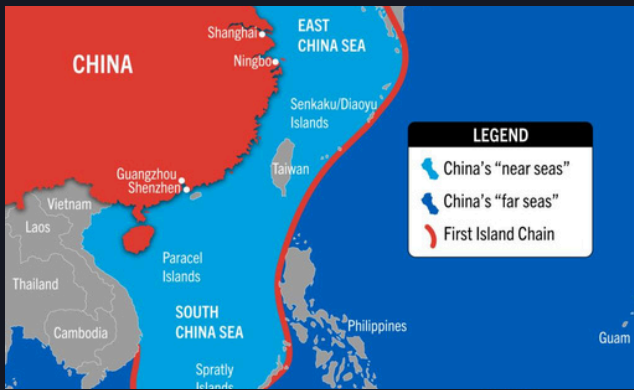 Shanghai
EAST
CHINA SEA
CHINA
Ningbo
Senkaku/Diaoyu
Islands
LEGEND
China's "near seas"
China's "far seas"
First Island Chain
Taiwan
Guangzhou
Shenzhen
Vietnam
Laos
Paracel
Islands
Thailand
SOUTH
CHINA SEA
Cambodia
Philippines
Guam
Spratly
Islands